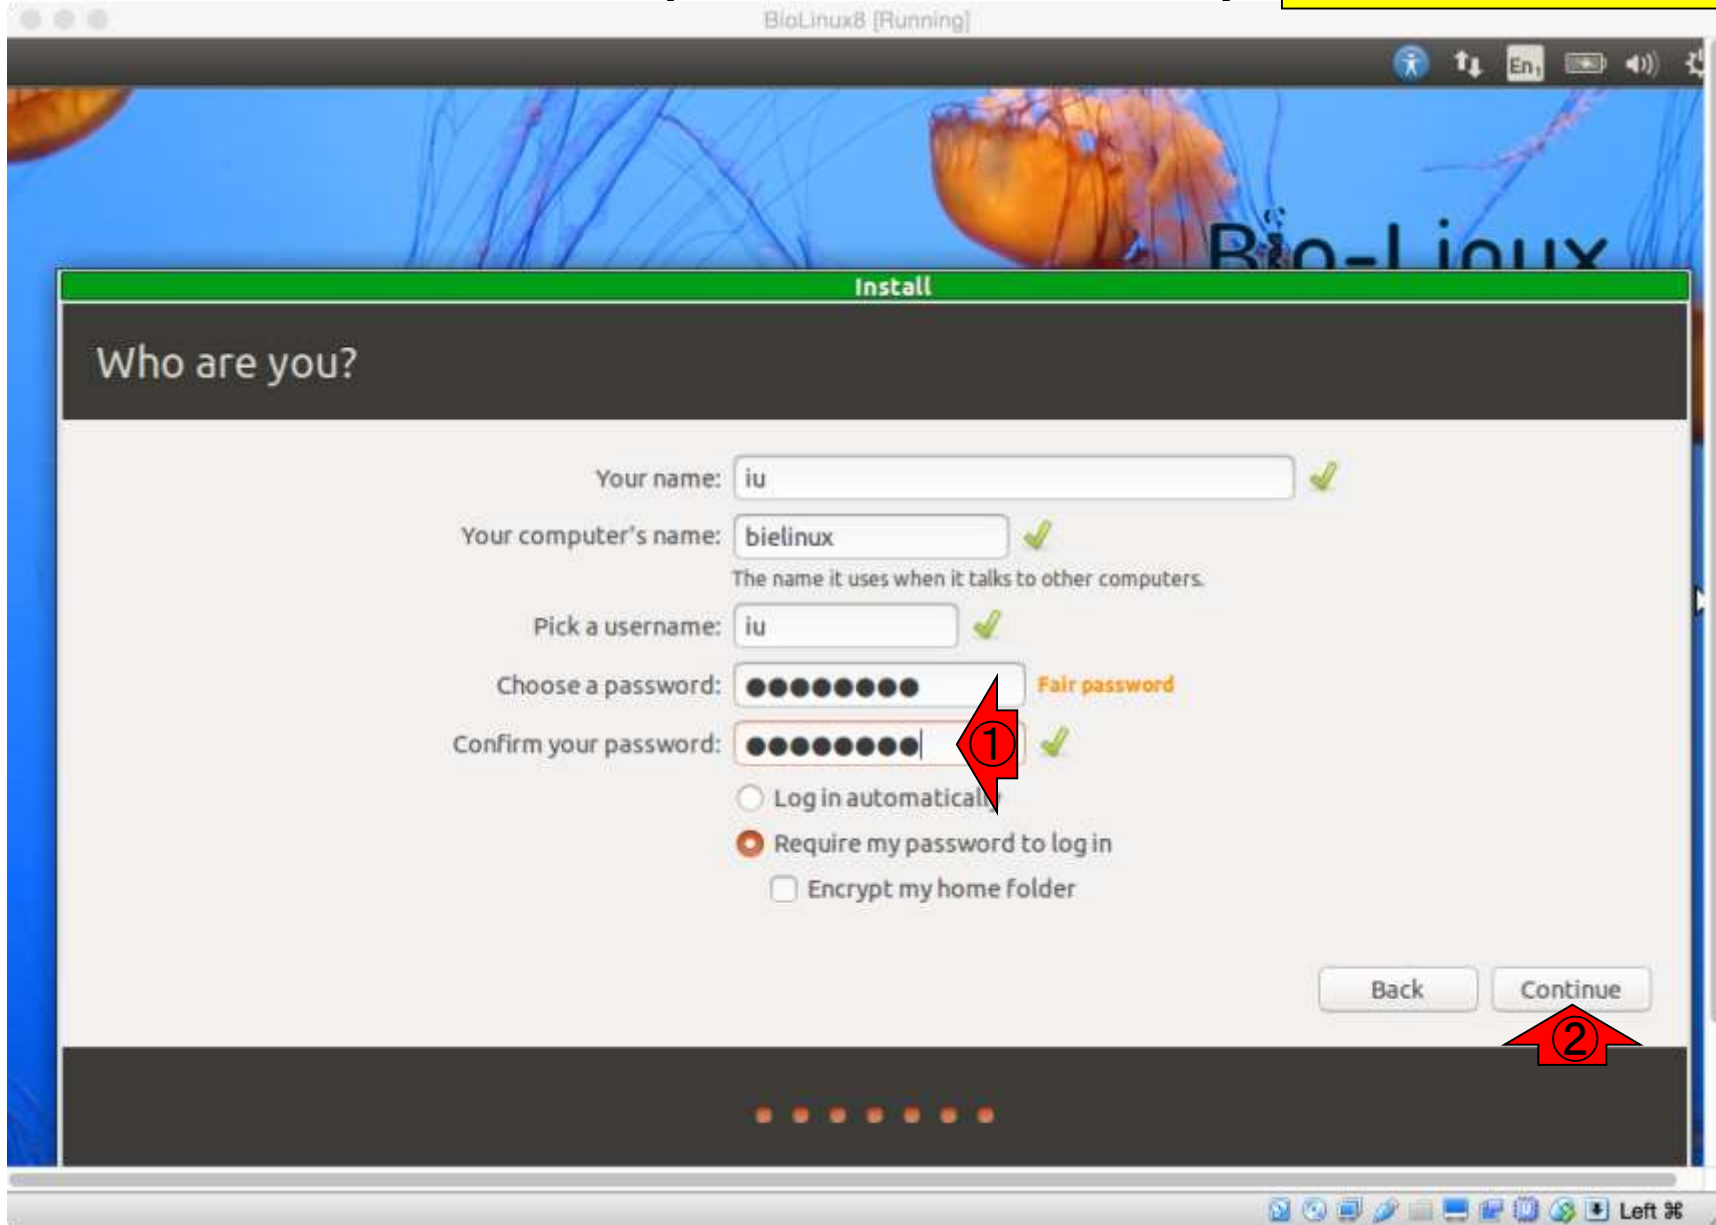 BioLinux8 [Running]
En1
Bio-Linux
Install
Who are you?
Your name: iu
Your computer's name: bielinux
The name it uses when it talks to other computers.
Pick a username: iu
Choose a password: ●●●●●●●● Fair password
Confirm your password: ●●●●●●●● ①
Log in automatically
Require my password to log in
Encrypt my home folder
Back Continue
②
Left ⌘